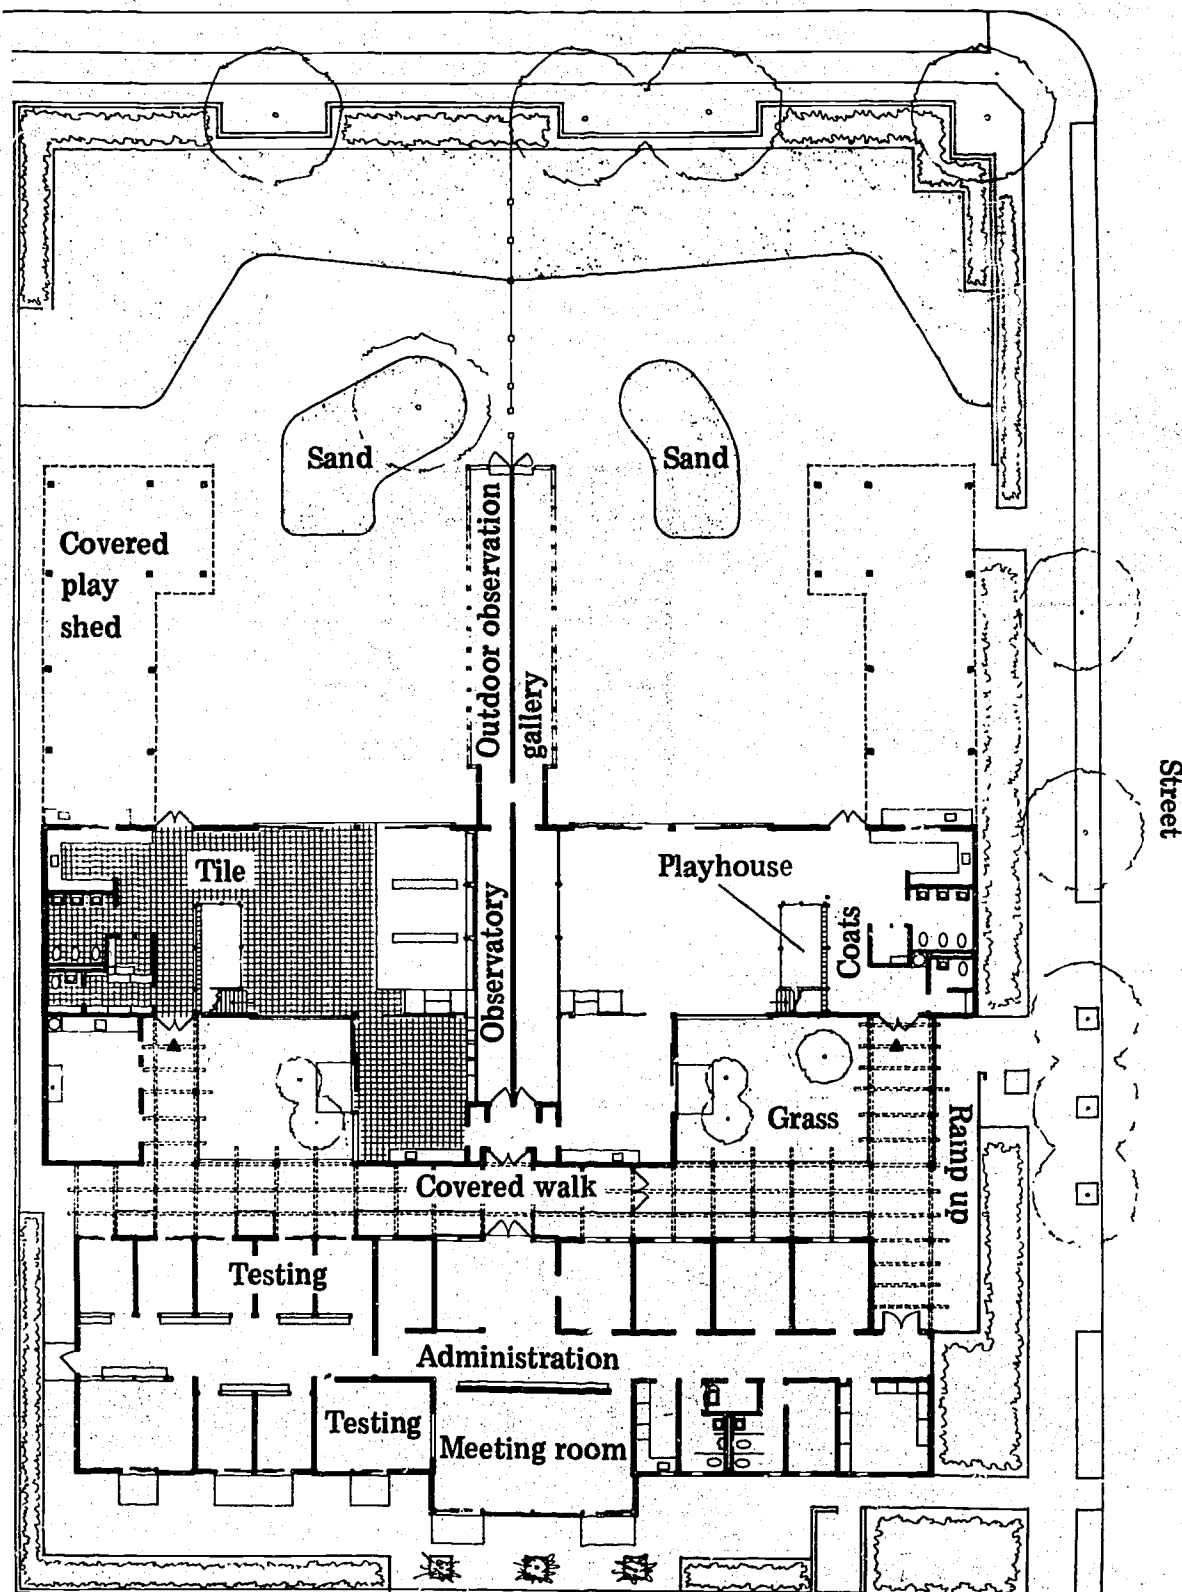 Sand
Sand
Covered
play
shed
Outdoor observation
gallery
Street
Tile
Playhouse
Observatory
Coats
Grass
Ramp up
Covered walk
Testing
Administration
Testing
Meeting room